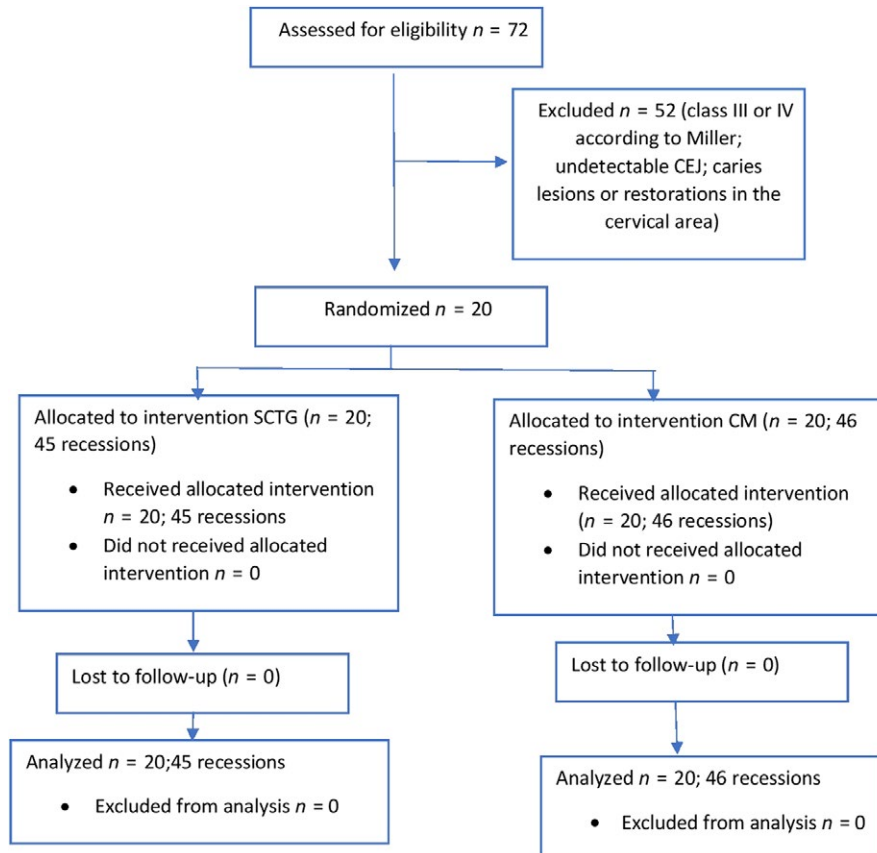 Assessed for eligibility n = 72
Excluded n = 52 (class III or IV
according to Miller;
undetectable CEJ; caries
lesions or restorations in the
cervical area)
Randomized n = 20
Allocated to intervention SCTG (n = 20;
45 recessions)
• Received allocated intervention
n = 20; 45 recessions
• Did not received allocated
intervention n = 0
Allocated to intervention CM (n = 20; 46
recessions)
• Received allocated intervention
(n = 20; 46 recessions)
• Did not received allocated
intervention n = 0
Lost to follow-up (n = 0)
Lost to follow-up (n = 0)
Analyzed n = 20;45 recessions
• Excluded from analysis n = 0
Analyzed n = 20; 46 recessions
• Excluded from analysis n = 0